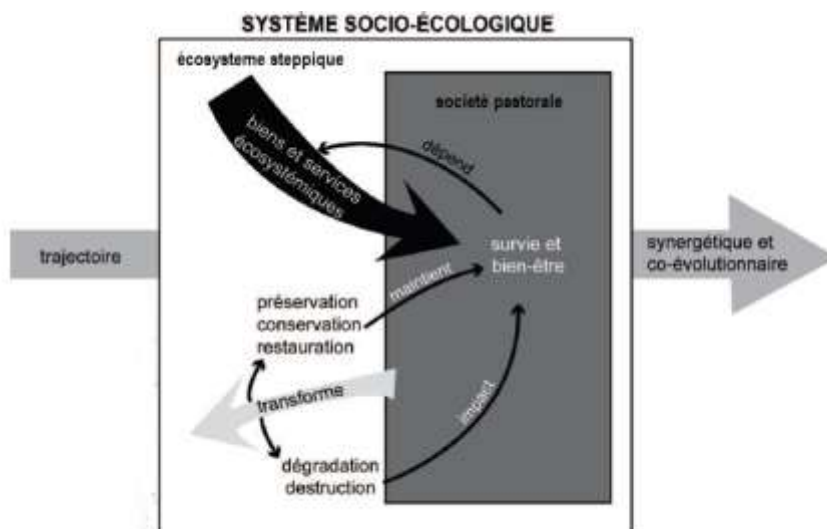 SYSTÈME SOCIO-ÉCOLOGIQUE
écosysteme steppique
société pastorale
biens et services
écosystémiques
dépend
trajectoire
survie et
bien-être
synergétique et
co-évolutionnaire
maintient
préservation
conservation
restauration
transforme
impact
dégradation
destruction